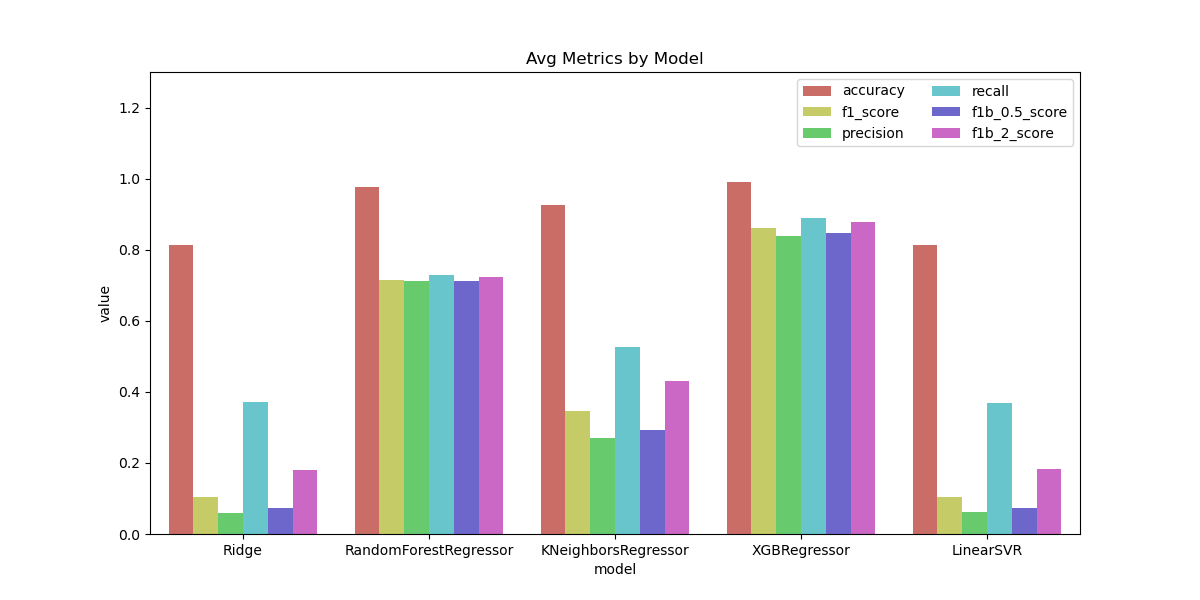 Avg Metrics by Model
accuracy
f1_score
precision
recall
f1b_0.5_score
f1b_2_score
value
1.2
1.0
0.8
0.6
0.4
0.2
0.0
Ridge RandomForestRegressor KNeighborsRegressor XGBRegressor LinearSVR
model